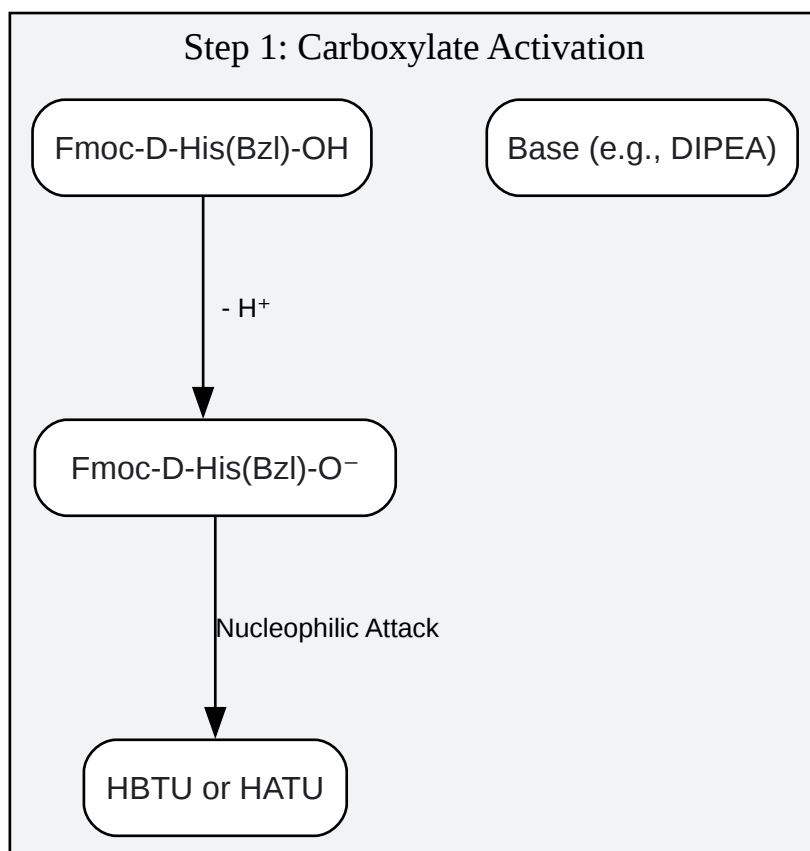 Step 1: Carboxylate Activation
Fmoc-D-His(Bzl)-OH
Base (e.g., DIPEA)
- H⁺
Fmoc-D-His(Bzl)-O⁻
Nucleophilic Attack
HBTU or HATU